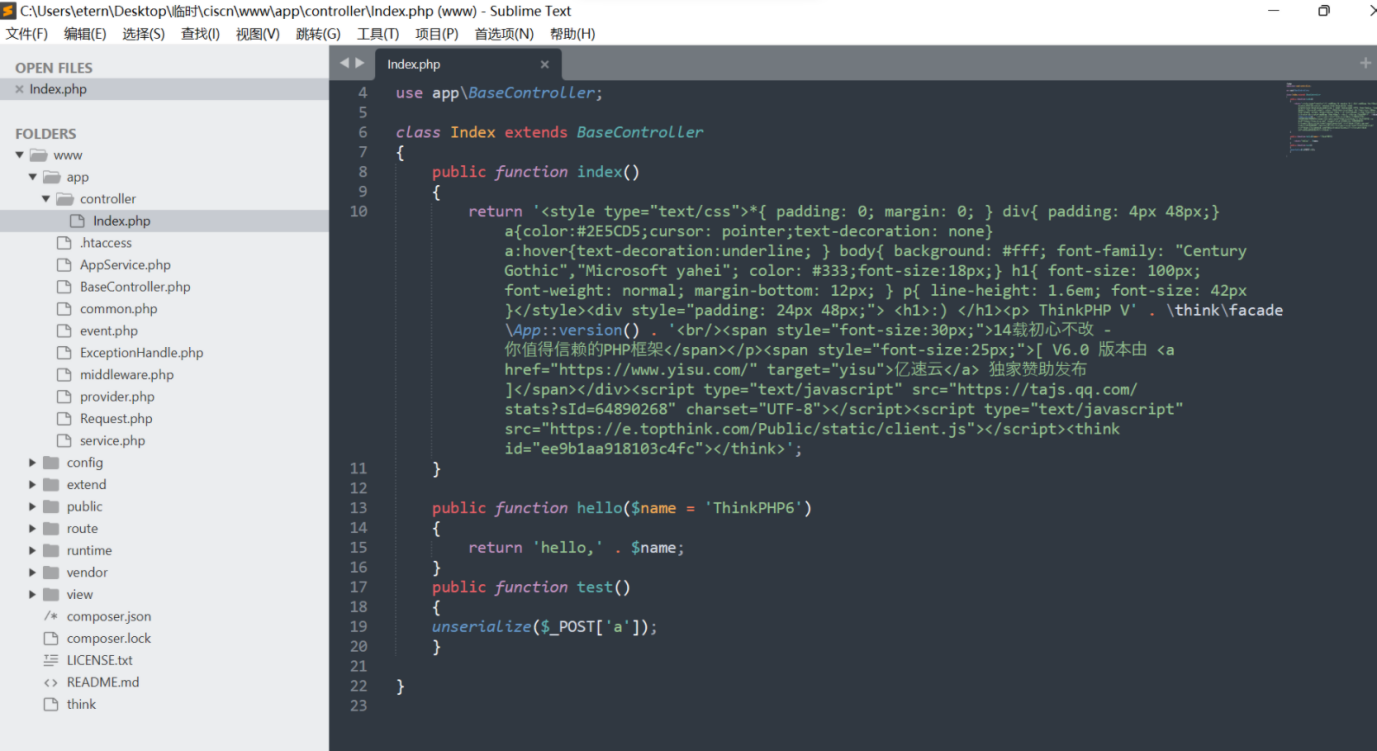 C:\Users\etern\Desktop\临时\ciscn\www\app\controller\Index.php (www) - Sublime Text
文件(F) 编辑(E) 选择(S) 查找(I) 视图(V) 跳转(G) 工具(T) 项目(P) 首选项(N) 帮助(H)
OPEN FILES
Index.php
FOLDERS
www
app
controller
Index.php
.htaccess
AppService.php
BaseController.php
common.php
event.php
ExceptionHandle.php
middleware.php
provider.php
Request.php
service.php
config
extend
public
route
runtime
vendor
view
/* composer.json
composer.lock
LICENSE.txt
<> README.md
think
Index.php
4 use app\BaseController;
5
6 class Index extends BaseController
7 {
8 public function index()
9 {
10 return '<style type="text/css">*{ padding: 0; margin: 0; } div{ padding: 4px 48px;}
a{color:#2E5CD5;cursor: pointer;text-decoration: none}
a:hover{text-decoration:underline; } body{ background: #fff; font-family: "Century
Gothic","Microsoft yahei"; color: #333;font-size:18px;} h1{ font-size: 100px;
font-weight: normal; margin-bottom: 12px; } p{ line-height: 1.6em; font-size: 42px
}</style><div style="padding: 24px 48px;"> <h1>:) </h1><p> ThinkPHP V' . \think\facade
\App::version() . '<br/><span style="font-size:30px;">14载初心不改 -
你值得信赖的PHP框架</span></p><span style="font-size:25px;">[ V6.0 版本由 <a
href="https://www.yisu.com/" target="yisu">亿速云</a> 独家赞助发布
]</span></div><script type="text/javascript" src="https://tajs.qq.com/
stats?sId=64890268" charset="UTF-8"></script><script type="text/javascript"
src="https://e.topthink.com/Public/static/client.js"></script><think
id="ee9b1aa918103c4fc"></think>';
11 }
12
13 public function hello($name = 'ThinkPHP6')
14 {
15 return 'hello,' . $name;
16 }
17 public function test()
18 {
19 unserialize($_POST['a']);
20 }
21
22 }
23